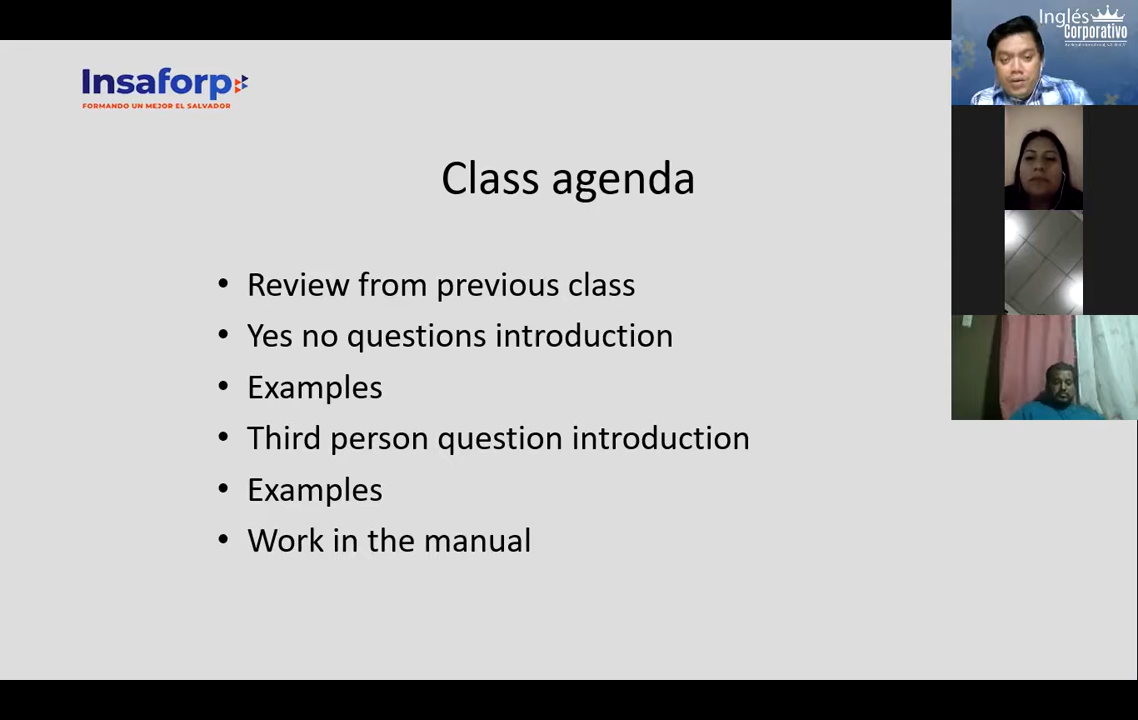 Inglés
Corporativo
Insaforp
FORMANDO UN MEJOR EL SALVADOR
Class agenda
• Review from previous class
• Yes no questions introduction
• Examples
• Third person question introduction
• Examples
• Work in the manual